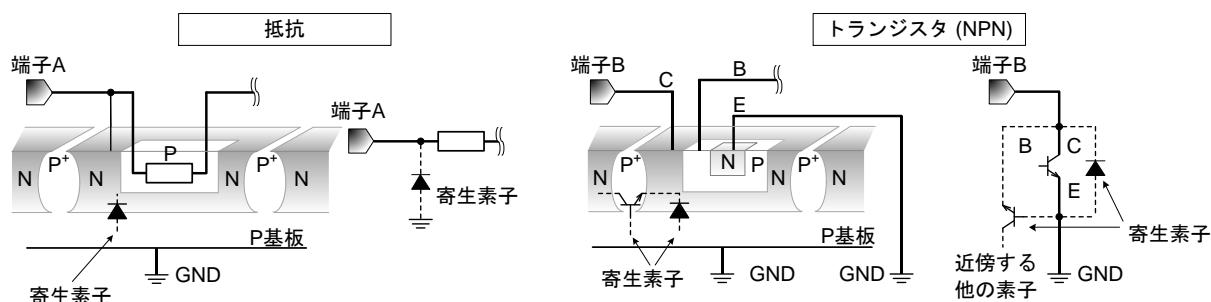 抵抗
トランジスタ (NPN)
端子A
端子A
P
N
P+
N
N
P+
N
寄生素子
P基板
GND
寄生素子
端子B
C
B
E
N
P+
N
N
P
N
P+
N
P基板
寄生素子
GND
GND
端子B
B
C
E
寄生素子
近傍する
他の素子
GND